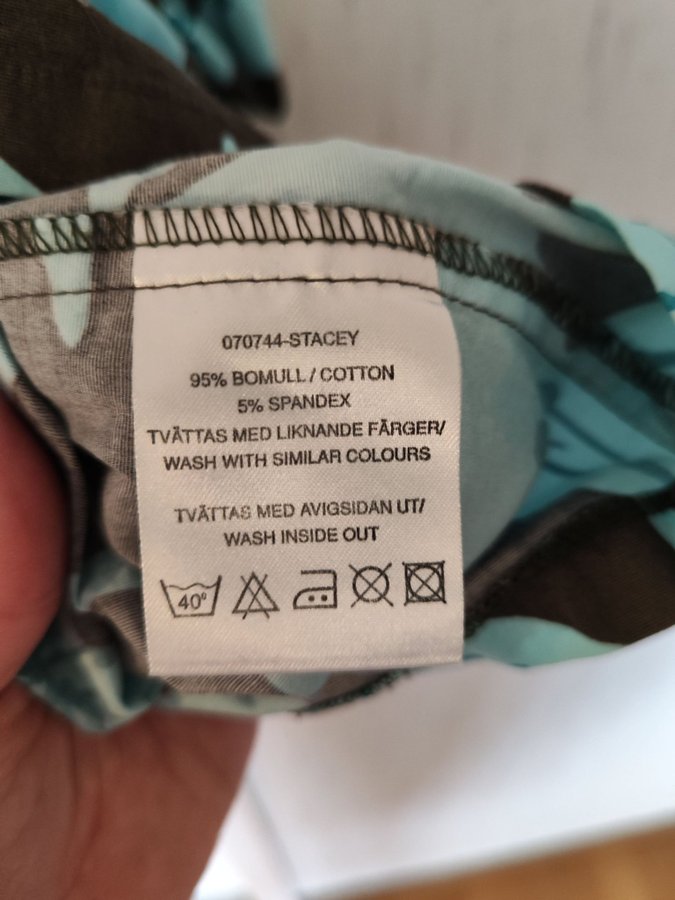 070744-STACEY
95% BOMULL / COTTON
5% SPANDEX
TVÄTTAS MED LIKNANDE FÄRGER/
WASH WITH SIMILAR COLOURS
TVÄTTAS MED AVIGSIDAN UT/
WASH INSIDE OUT
40°